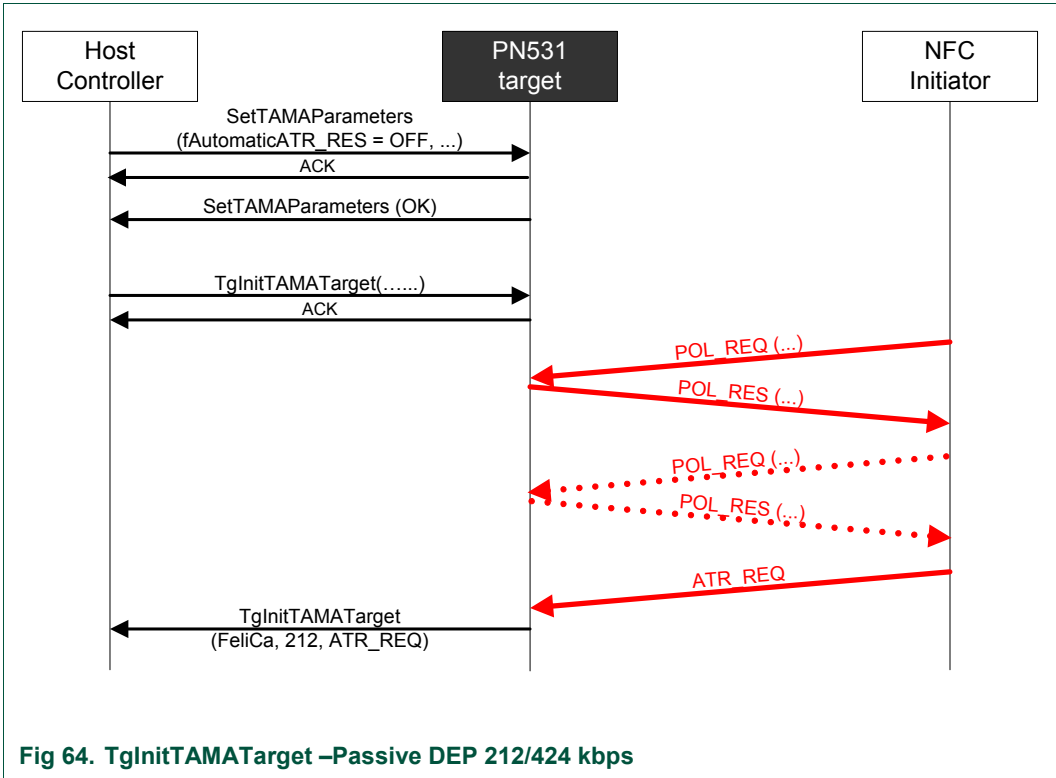 Host
Controller
PN531
target
NFC
Initiator
SetTAMAParameters
(fAutomaticATR_RES = OFF, ...)
ACK
SetTAMAParameters (OK)
TgInitTAMATarget(…...)
ACK
POL_REQ (...)
POL_RES (...)
POL_REQ (...)
POL_RES (...)
ATR_REQ
TgInitTAMATarget
(FeliCa, 212, ATR_REQ)
Fig 64. TgInitTAMATarget –Passive DEP 212/424 kbps